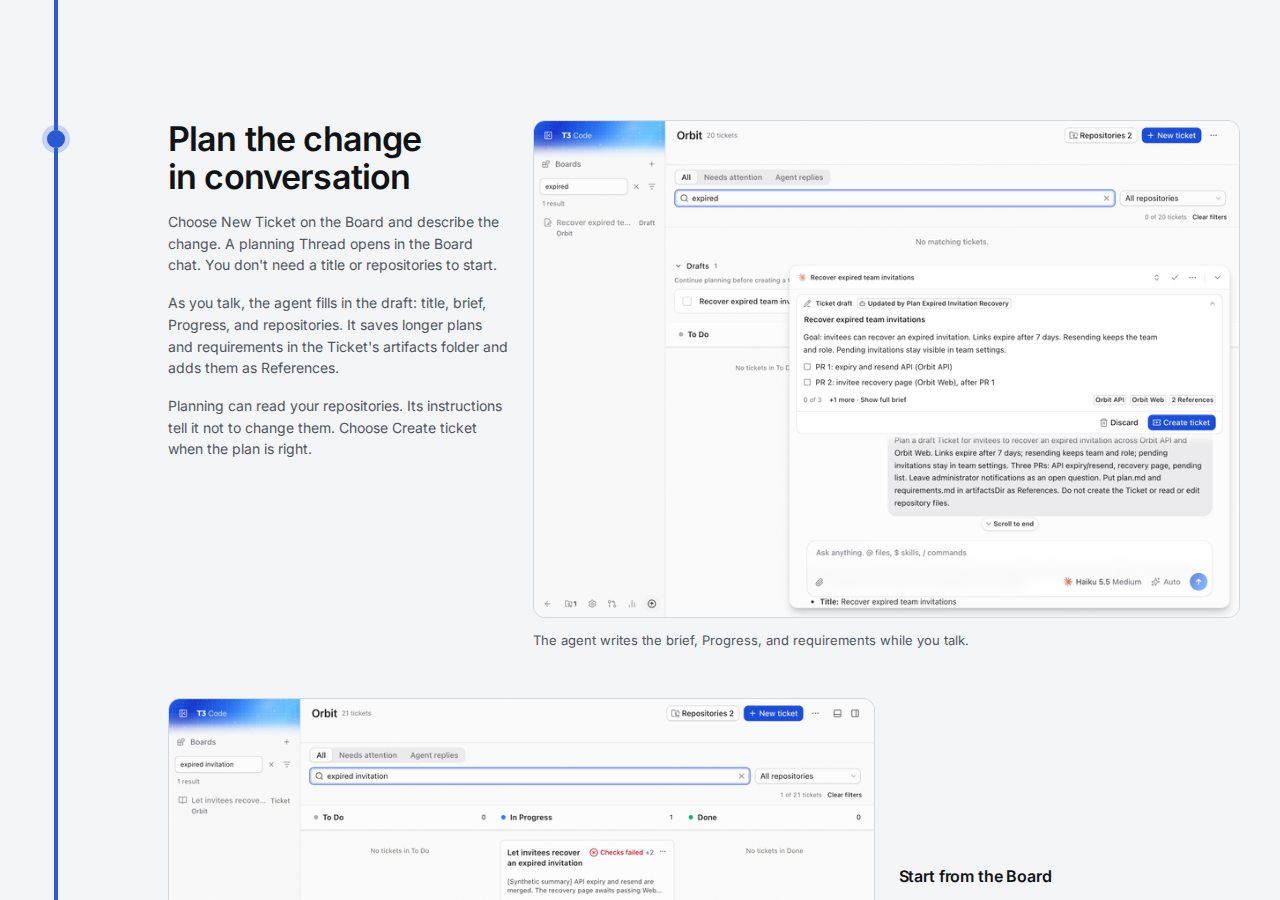 Plan the change
in conversation
Choose New Ticket on the Board and describe the
change. A planning Thread opens in the Board
chat. You don't need a title or repositories to start.
As you talk, the agent fills in the draft: title, brief,
Progress, and repositories. It saves longer plans
and requirements in the Ticket's artifacts folder and
adds them as References.
Planning can read your repositories. Its instructions
tell it not to change them. Choose Create ticket
when the plan is right.
T3 Code
Boards
expired
1 result
Recover expired te... Draft
Orbit
1
Orbit 20 tickets
Repositories 2
New ticket
All Needs attention Agent replies
expired
All repositories
0 of 20 tickets Clear filters
No matching tickets.
Drafts 1
Continue planning before creating a
Recover expired team inv
To Do
No tickets in To D
Recover expired team invitations
Ticket draft Updated by Plan Expired Invitation Recovery
Recover expired team invitations
Goal: invitees can recover an expired invitation. Links expire after 7 days. Resending keeps the team
and role. Pending invitations stay visible in team settings.
PR 1: expiry and resend API (Orbit API)
PR 2: invitee recovery page (Orbit Web), after PR 1
0 of 3 +1 more · Show full brief
Orbit API Orbit Web 2 References
Discard Create ticket
Plan a draft Ticket for invitees to recover an expired invitation across Orbit API and
Orbit Web. Links expire after 7 days; resending keeps team and role; pending
invitations stay in team settings. Three PRs: API expiry/resend, recovery page, pending
list. Leave administrator notifications as an open question. Put plan.md and
requirements.md in artifactsDir as References. Do not create the Ticket or read or edit
repository files.
Scroll to end
Ask anything. @ files, $ skills, / commands
Haiku 5.5 Medium Auto
• Title: Recover expired team invitations
The agent writes the brief, Progress, and requirements while you talk.
T3 Code
Boards
expired invitation
1 result
Let invitees recove... Ticket
Orbit
Orbit 21 tickets
Repositories 2
New ticket
All Needs attention Agent replies
expired invitation
All repositories
1 of 21 tickets Clear filters
To Do 0
In Progress 1
Done 0
No tickets in To Do
Let invitees recover
an expired invitation
Checks failed +2
[Synthetic summary] API expiry and resend are
merged. The recovery page awaits passing Web...
No tickets in Done
Start from the Board